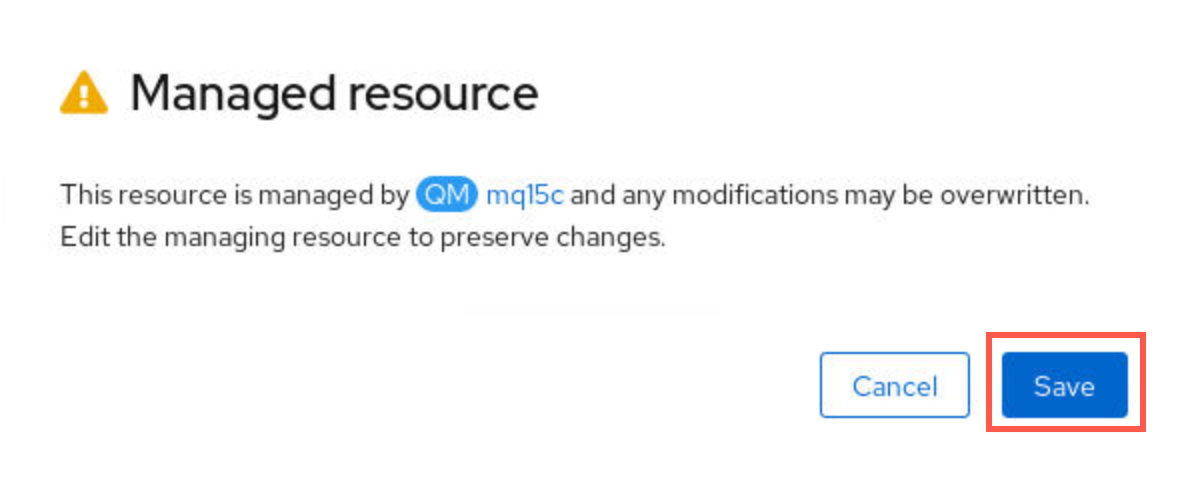 Managed resource
This resource is managed by QM mq15c and any modifications may be overwritten.
Edit the managing resource to preserve changes.
Cancel Save